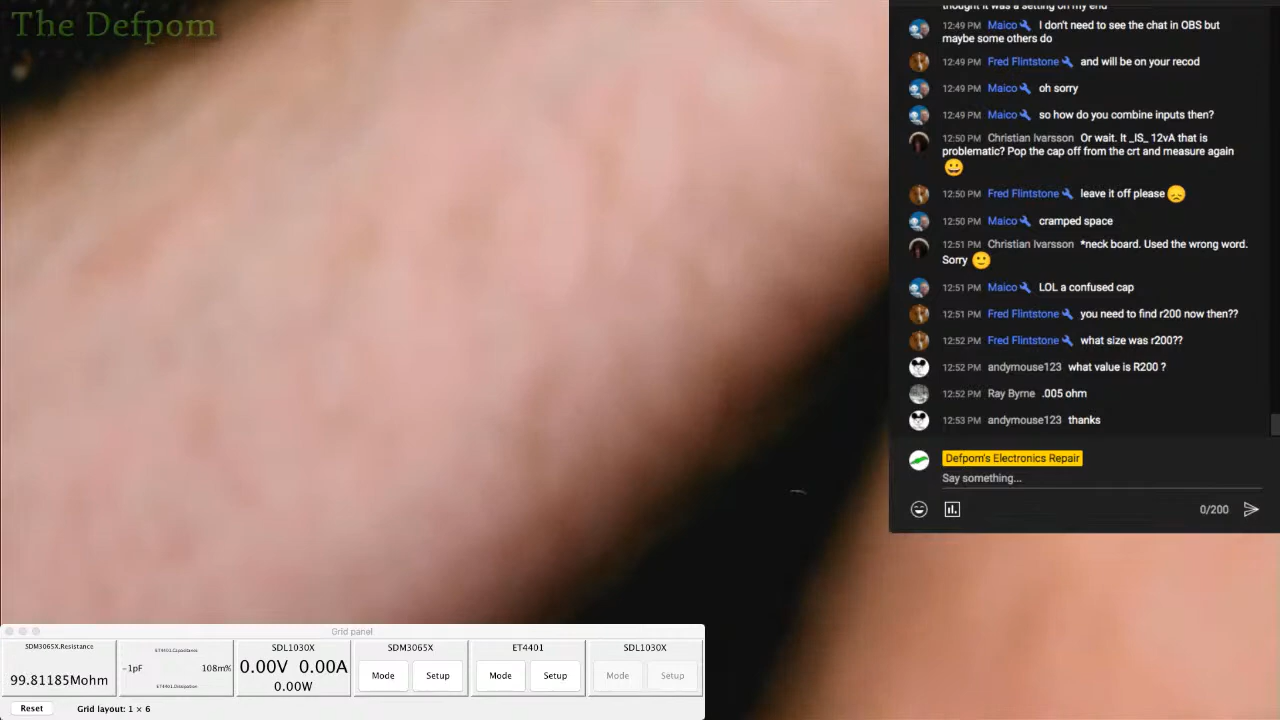 The Defpom
thought it was a setting on my end
12:49 PM Maico I don't need to see the chat in OBS but
maybe some others do
12:49 PM Fred Flintstone and will be on your recod
12:49 PM Maico oh sorry
12:49 PM Maico so how do you combine inputs then?
12:50 PM Christian Ivarsson Or wait. It _IS_ 12vA that is
problematic? Pop the cap off from the crt and measure again
😀
12:50 PM Fred Flintstone leave it off please 😞
12:50 PM Maico cramped space
12:51 PM Christian Ivarsson *neck board. Used the wrong word.
Sorry 🙂
12:51 PM Maico LOL a confused cap
12:51 PM Fred Flintstone you need to find r200 now then??
12:52 PM Fred Flintstone what size was r200??
12:52 PM andymouse123 what value is R200 ?
12:52 PM Ray Byrne .005 ohm
12:53 PM andymouse123 thanks
Defpom's Electronics Repair
Say something...
0/200
Grid panel
SDM3065X.Resistance
99.81185Mohm
ET4401.Capacitance
-1pF 108m%
ET4401.Dissipation
SDL1030X
0.00V 0.00A
0.00W
SDM3065X
Mode Setup
ET4401
Mode Setup
SDL1030X
Mode Setup
Reset Grid layout: 1 × 6